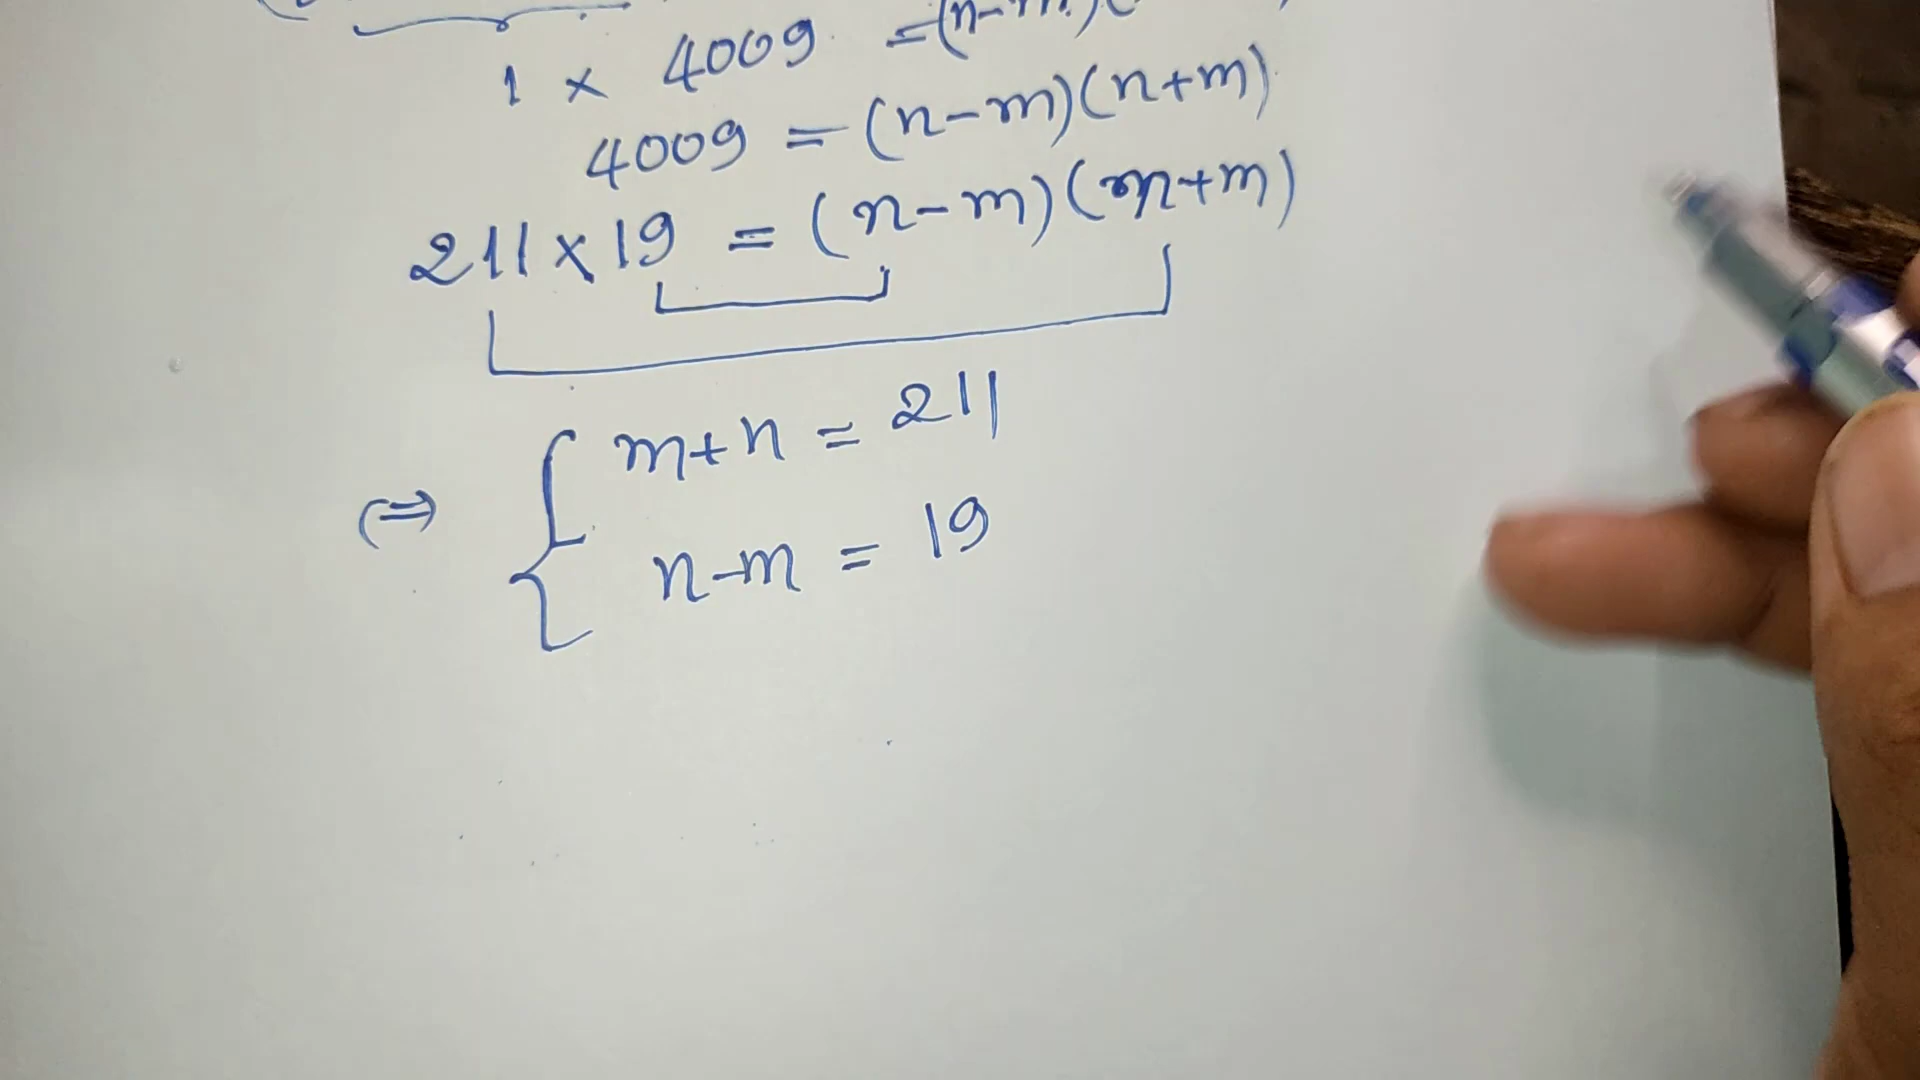 1 × 4009 = (n-m)(
4009 = (n-m)(n+m)
211×19 = (n-m)(n+m)
m+n = 211
⇔
n-m = 19